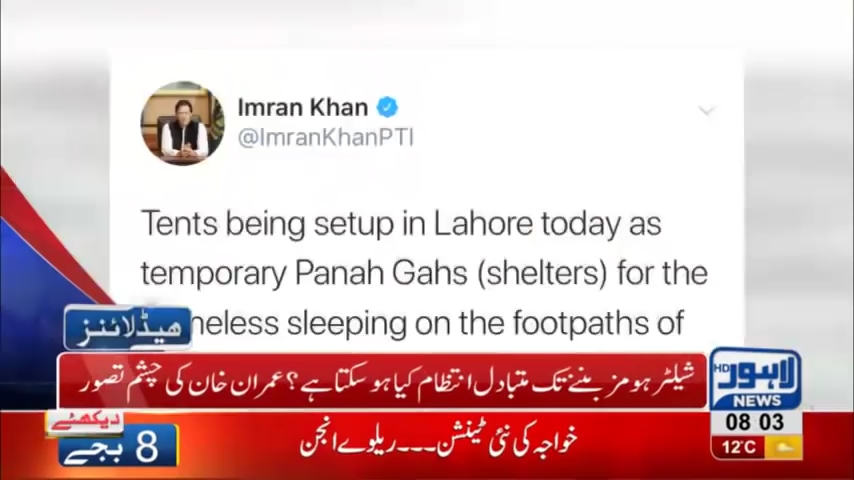 Imran Khan
@ImranKhanPTI
Tents being setup in Lahore today as
temporary Panah Gahs (shelters) for the
neless sleeping on the footpaths of
ہیڈلائنز
شیلٹر ہومز بننے تک متبادل انتظام کیا ہو سکتا ہے؟ عمران خان کی چشم تصور
HD لاہور
NEWS
دیکھئے
8 بجے
خواجہ کی نئی ٹینشن۔۔۔ریلوے انجن
08 03
12°C